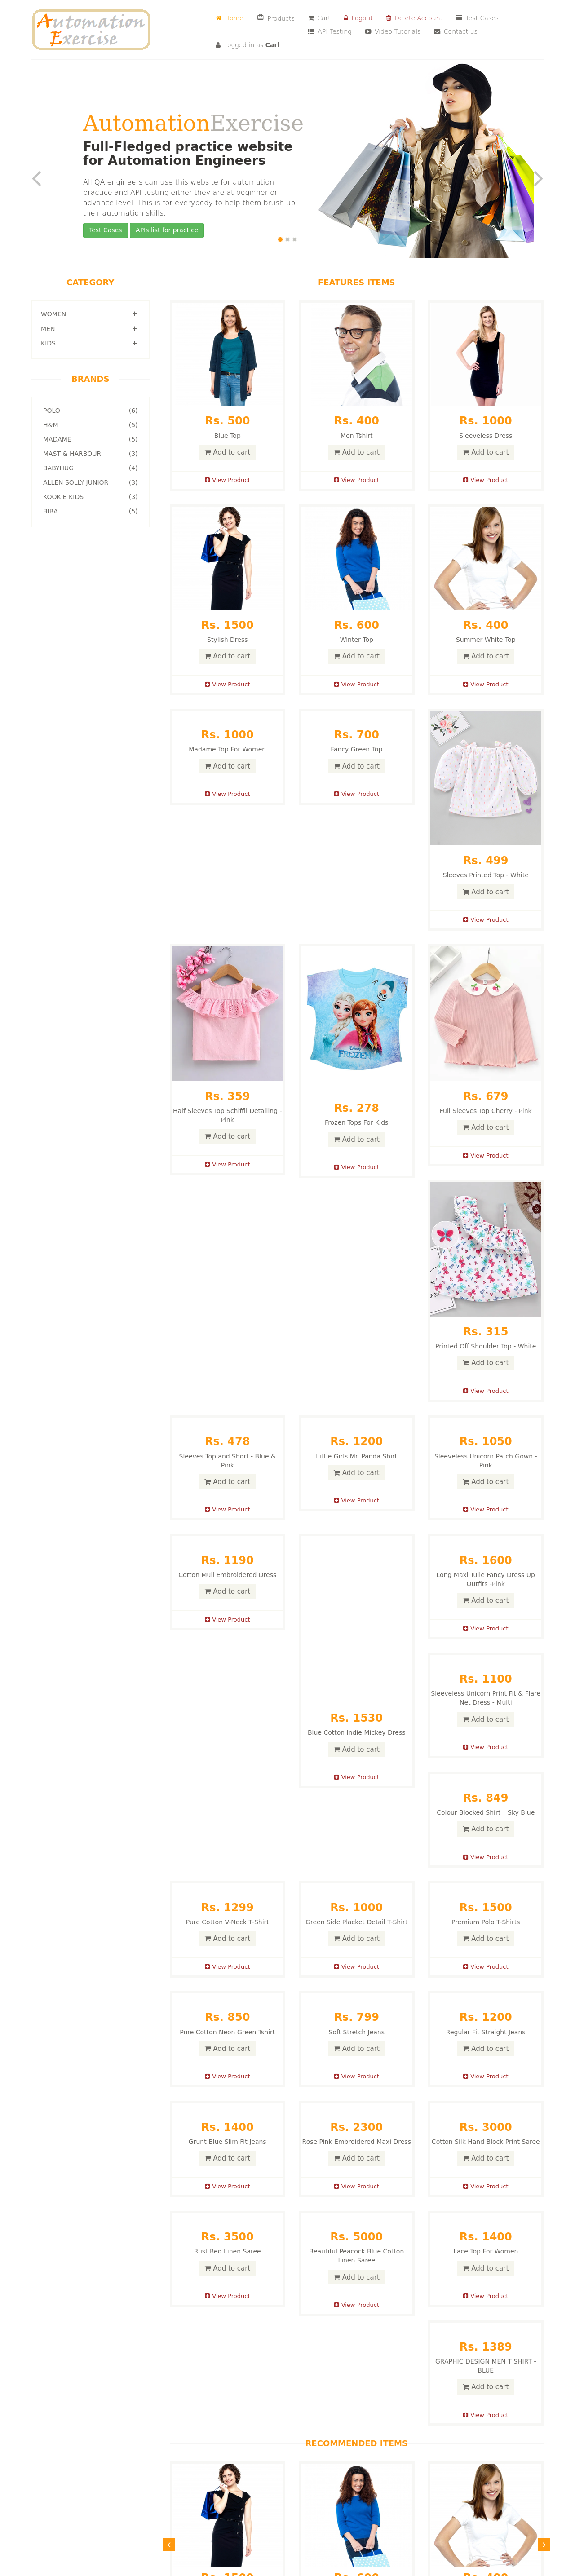 Automation
Exercise
Home
Products
Cart
Logout
Delete Account
Test Cases
API Testing
Video Tutorials
Contact us
Logged in as Carl
AutomationExercise
Full-Fledged practice website
for Automation Engineers
All QA engineers can use this website for automation
practice and API testing either they are at beginner or
advance level. This is for everybody to help them brush up
their automation skills.
Test Cases
APIs list for practice
CATEGORY
WOMEN
MEN
KIDS
BRANDS
POLO (6)
H&M (5)
MADAME (5)
MAST & HARBOUR (3)
BABYHUG (4)
ALLEN SOLLY JUNIOR (3)
KOOKIE KIDS (3)
BIBA (5)
FEATURES ITEMS
Rs. 500
Blue Top
Add to cart
View Product
Rs. 400
Men Tshirt
Add to cart
View Product
Rs. 1000
Sleeveless Dress
Add to cart
View Product
Rs. 1500
Stylish Dress
Add to cart
View Product
Rs. 600
Winter Top
Add to cart
View Product
Rs. 400
Summer White Top
Add to cart
View Product
Rs. 1000
Madame Top For Women
Add to cart
View Product
Rs. 700
Fancy Green Top
Add to cart
View Product
Rs. 499
Sleeves Printed Top - White
Add to cart
View Product
Rs. 359
Half Sleeves Top Schiffli Detailing -
Pink
Add to cart
View Product
FROZEN
Rs. 278
Frozen Tops For Kids
Add to cart
View Product
Rs. 679
Full Sleeves Top Cherry - Pink
Add to cart
View Product
Rs. 315
Printed Off Shoulder Top - White
Add to cart
View Product
Rs. 478
Sleeves Top and Short - Blue &
Pink
Add to cart
View Product
Rs. 1200
Little Girls Mr. Panda Shirt
Add to cart
View Product
Rs. 1050
Sleeveless Unicorn Patch Gown -
Pink
Add to cart
View Product
Rs. 1190
Cotton Mull Embroidered Dress
Add to cart
View Product
Rs. 1530
Blue Cotton Indie Mickey Dress
Add to cart
View Product
Rs. 1600
Long Maxi Tulle Fancy Dress Up
Outfits -Pink
Add to cart
View Product
Rs. 1100
Sleeveless Unicorn Print Fit & Flare
Net Dress - Multi
Add to cart
View Product
Rs. 849
Colour Blocked Shirt – Sky Blue
Add to cart
View Product
Rs. 1299
Pure Cotton V-Neck T-Shirt
Add to cart
View Product
Rs. 1000
Green Side Placket Detail T-Shirt
Add to cart
View Product
Rs. 1500
Premium Polo T-Shirts
Add to cart
View Product
Rs. 850
Pure Cotton Neon Green Tshirt
Add to cart
View Product
Rs. 799
Soft Stretch Jeans
Add to cart
View Product
Rs. 1200
Regular Fit Straight Jeans
Add to cart
View Product
Rs. 1400
Grunt Blue Slim Fit Jeans
Add to cart
View Product
Rs. 2300
Rose Pink Embroidered Maxi Dress
Add to cart
View Product
Rs. 3000
Cotton Silk Hand Block Print Saree
Add to cart
View Product
Rs. 3500
Rust Red Linen Saree
Add to cart
View Product
Rs. 5000
Beautiful Peacock Blue Cotton
Linen Saree
Add to cart
View Product
Rs. 1400
Lace Top For Women
Add to cart
View Product
Rs. 1389
GRAPHIC DESIGN MEN T SHIRT -
BLUE
Add to cart
View Product
RECOMMENDED ITEMS
Rs. 1500
Rs. 600
Rs. 400